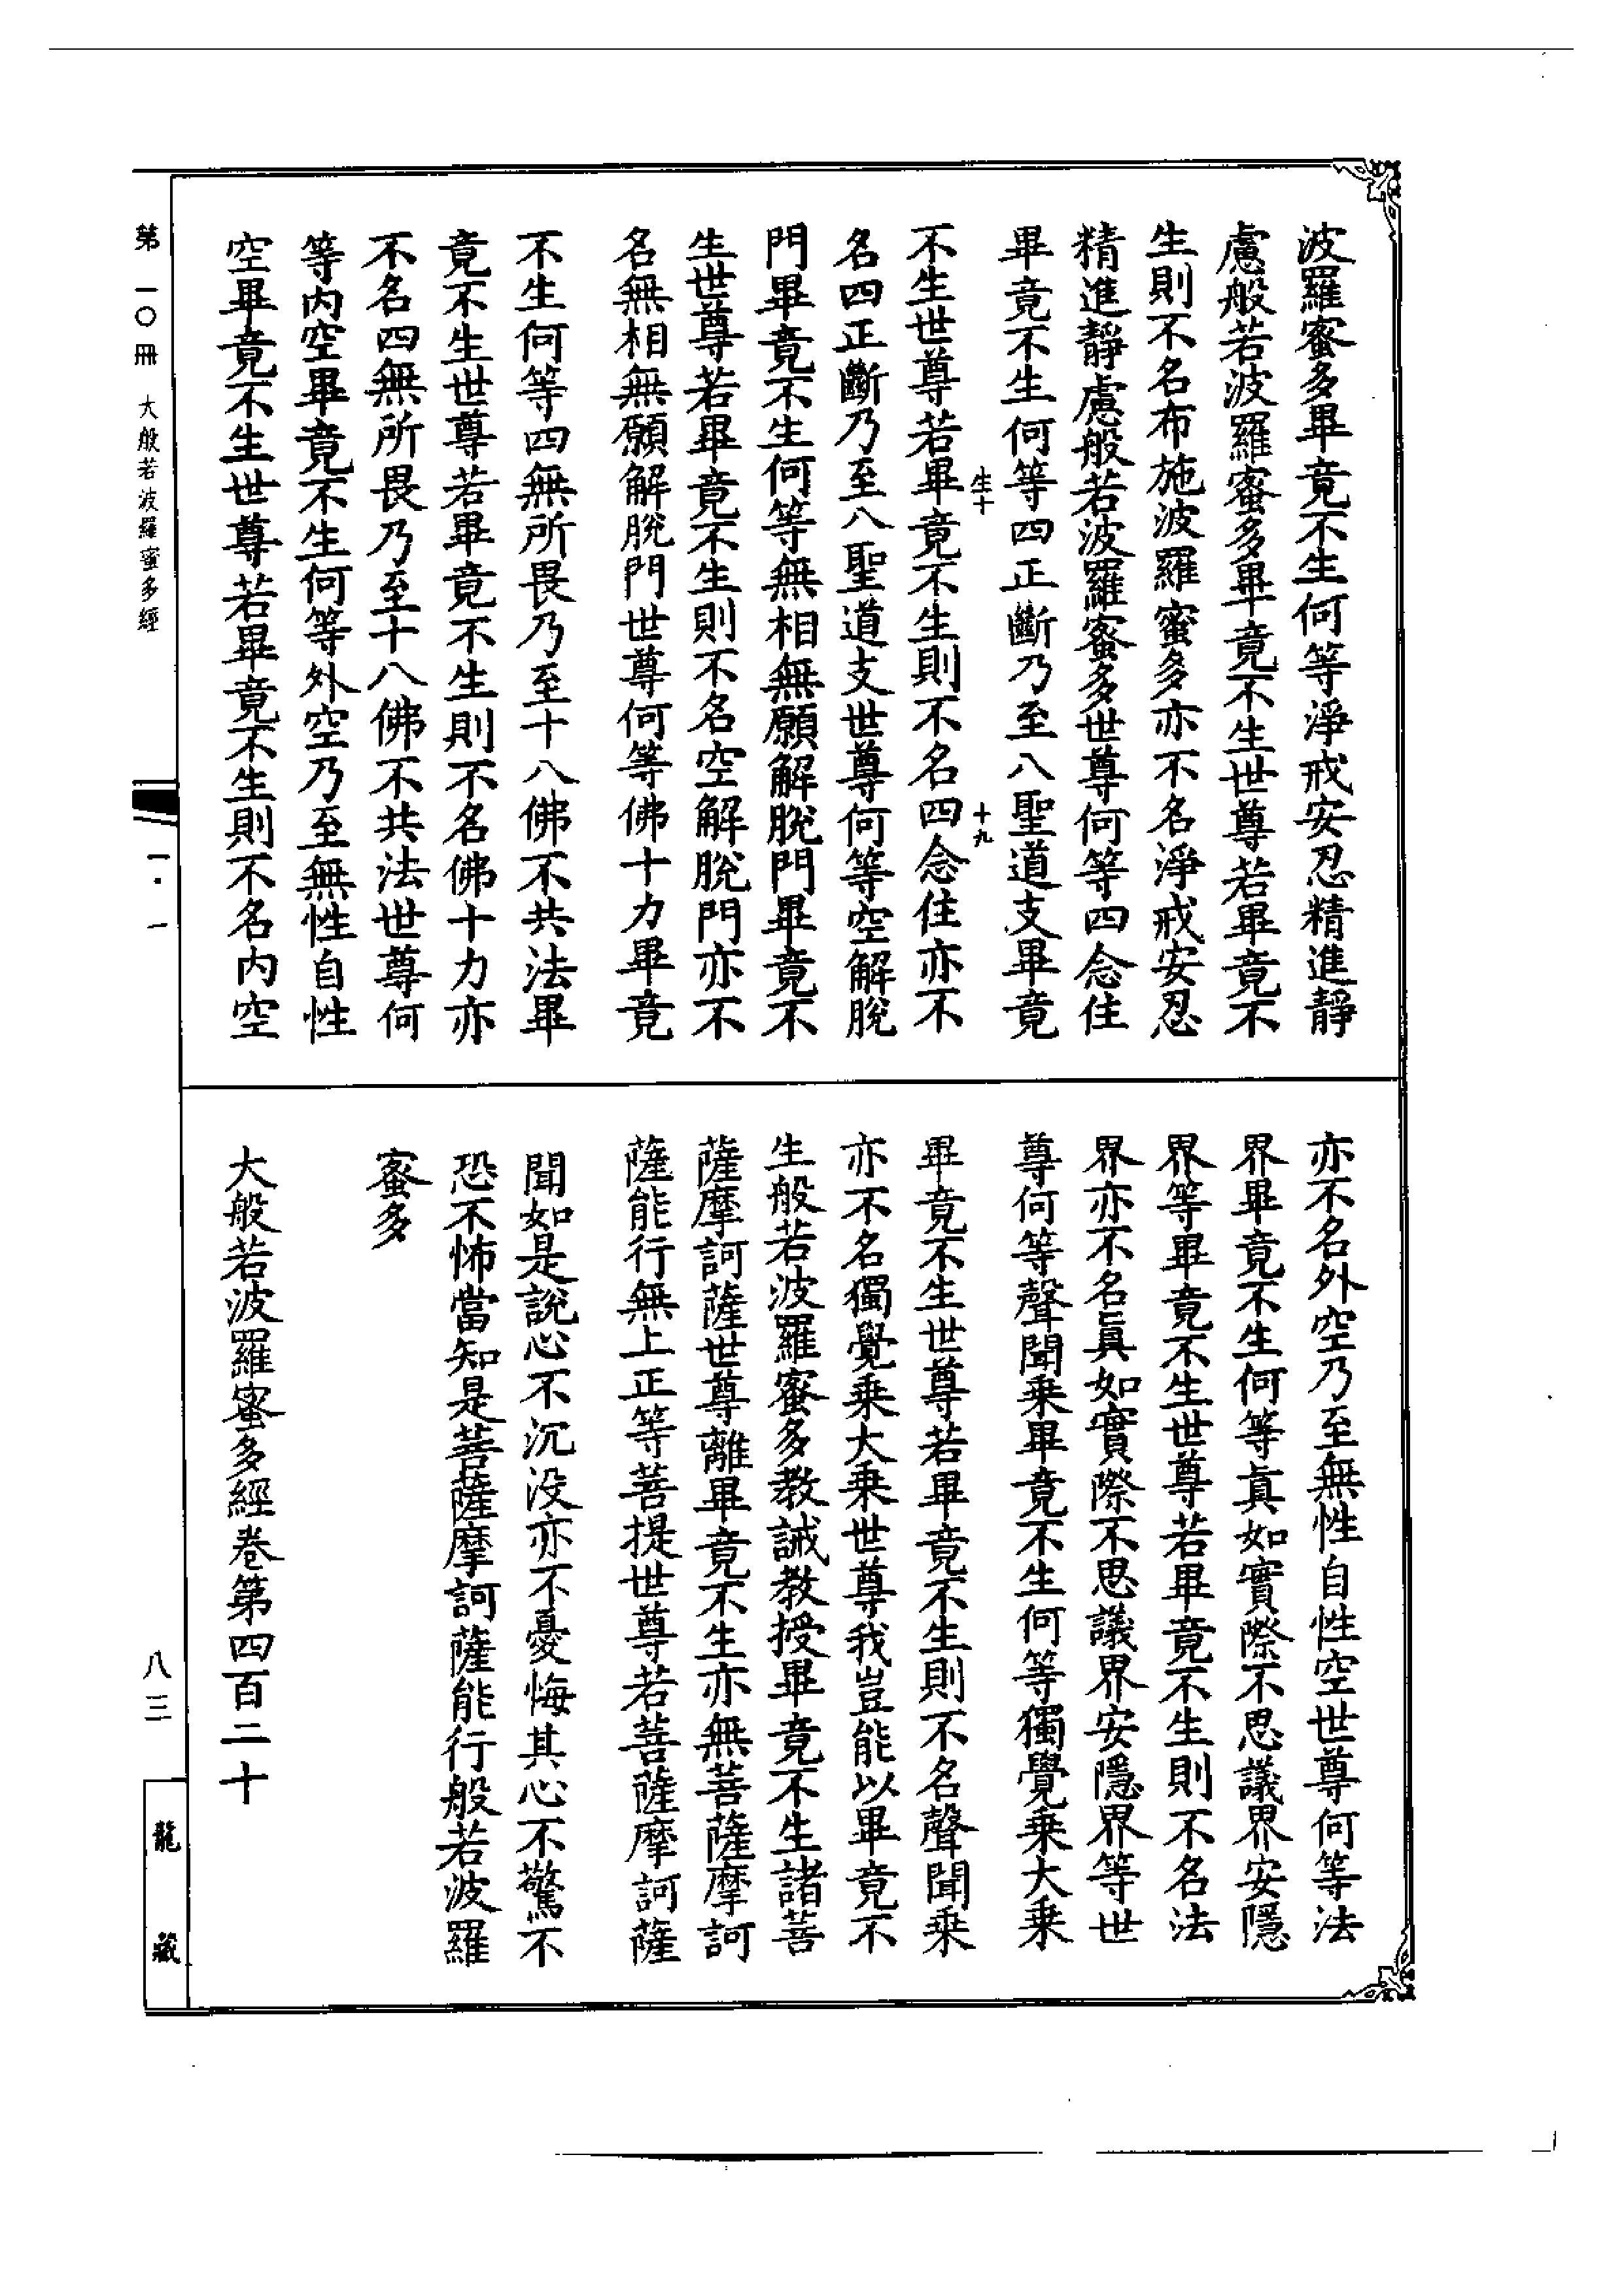 波羅蜜多畢竟不生何等淨戒安忍精進靜
慮般若波羅蜜多畢竟不生世尊若畢竟不
生則不名布施波羅蜜多亦不名淨戒安忍
精進靜慮般若波羅蜜多世尊何等四念住
畢竟不生何等四正斷乃至八聖道支畢竟
生十 十九
不生世尊若畢竟不生則不名四念住亦不
名四正斷乃至八聖道支世尊何等空解脫
門畢竟不生何等無相無願解脫門畢竟不
生世尊若畢竟不生則不名空解脫門亦不
名無相無願解脫門世尊何等佛十力畢竟
不生何等四無所畏乃至十八佛不共法畢
竟不生世尊若畢竟不生則不名佛十力亦
不名四無所畏乃至十八佛不共法世尊何
等內空畢竟不生何等外空乃至無性自性
空畢竟不生世尊若畢竟不生則不名內空
亦不名外空乃至無性自性空世尊何等法
界畢竟不生何等真如實際不思議界安隱
界等畢竟不生世尊若畢竟不生則不名法
界亦不名真如實際不思議界安隱界等世
尊何等聲聞乘畢竟不生何等獨覺乘大乘
畢竟不生世尊若畢竟不生則不名聲聞乘
亦不名獨覺乘大乘世尊我豈能以畢竟不
生般若波羅蜜多教誡教授畢竟不生諸菩
薩摩訶薩世尊離畢竟不生亦無菩薩摩訶
薩能行無上正等菩提世尊若菩薩摩訶薩
聞如是說心不沉沒亦不憂悔其心不驚不
恐不怖當知是菩薩摩訶薩能行般若波羅
蜜多
大般若波羅蜜多經卷第四百二十
第一〇冊 大般若波羅蜜多經 一·一 八三
龍藏